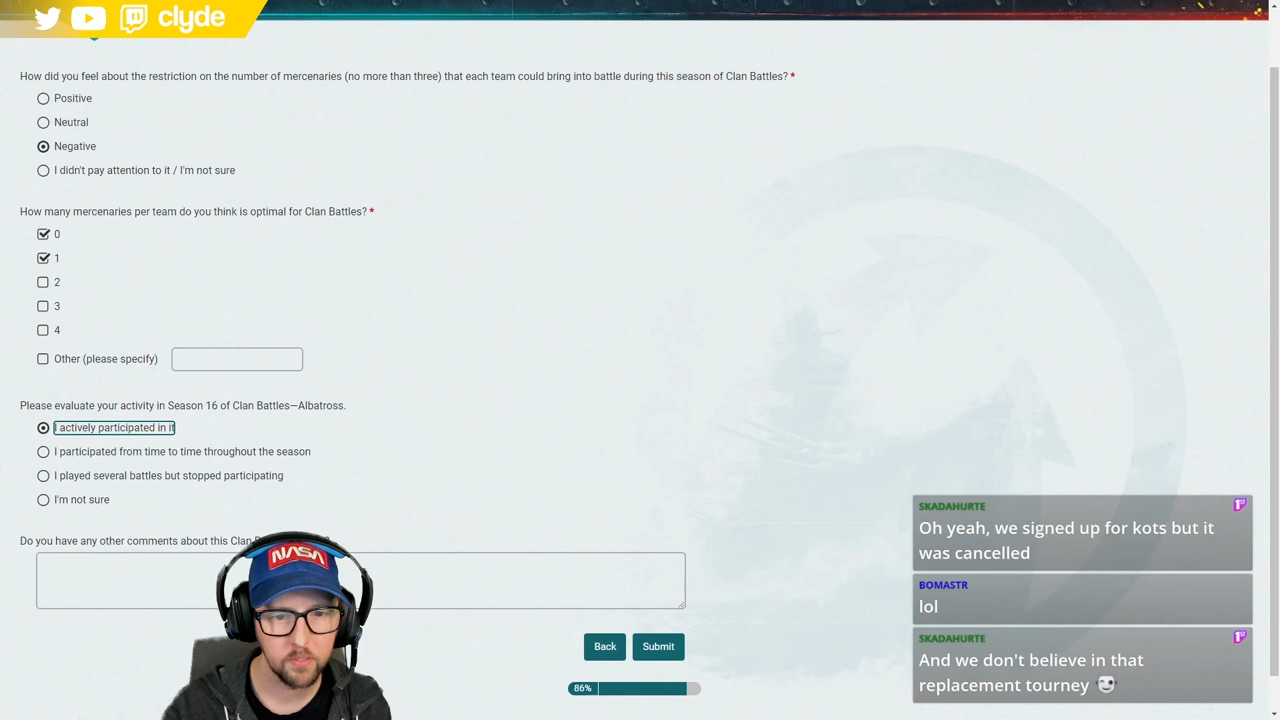 clyde
How did you feel about the restriction on the number of mercenaries (no more than three) that each team could bring into battle during this season of Clan Battles? *
Positive
Neutral
Negative
I didn't pay attention to it / I'm not sure
How many mercenaries per team do you think is optimal for Clan Battles? *
0
1
2
3
4
Other (please specify)
Please evaluate your activity in Season 16 of Clan Battles—Albatross.
I actively participated in it
I participated from time to time throughout the season
I played several battles but stopped participating
I'm not sure
Do you have any other comments about this Clan
NASA
Back
Submit
86%
SKADAHURTE
Oh yeah, we signed up for kots but it
was cancelled
BOMASTR
lol
SKADAHURTE
And we don't believe in that
replacement tourney